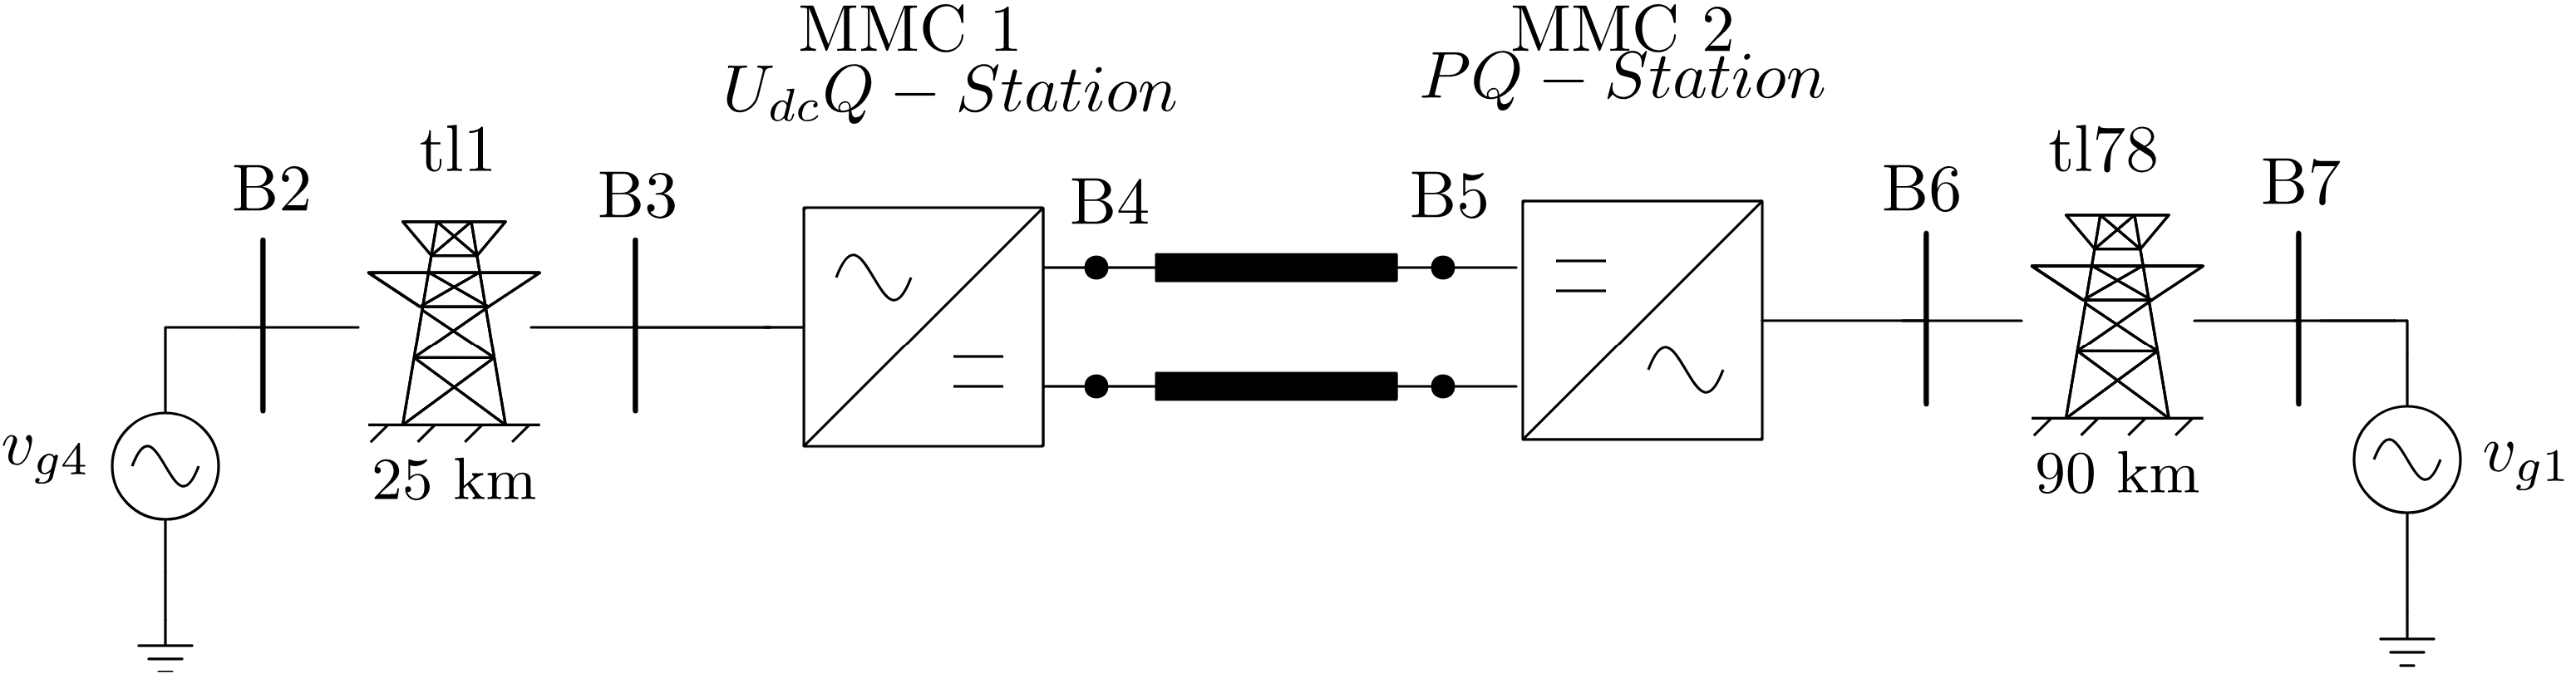 MMC 1
U_{dc}Q − Station
MMC 2
PQ − Station
B2
tl1
B3
B4
B5
B6
tl78
B7
v_{g4}
25 km
90 km
v_{g1}